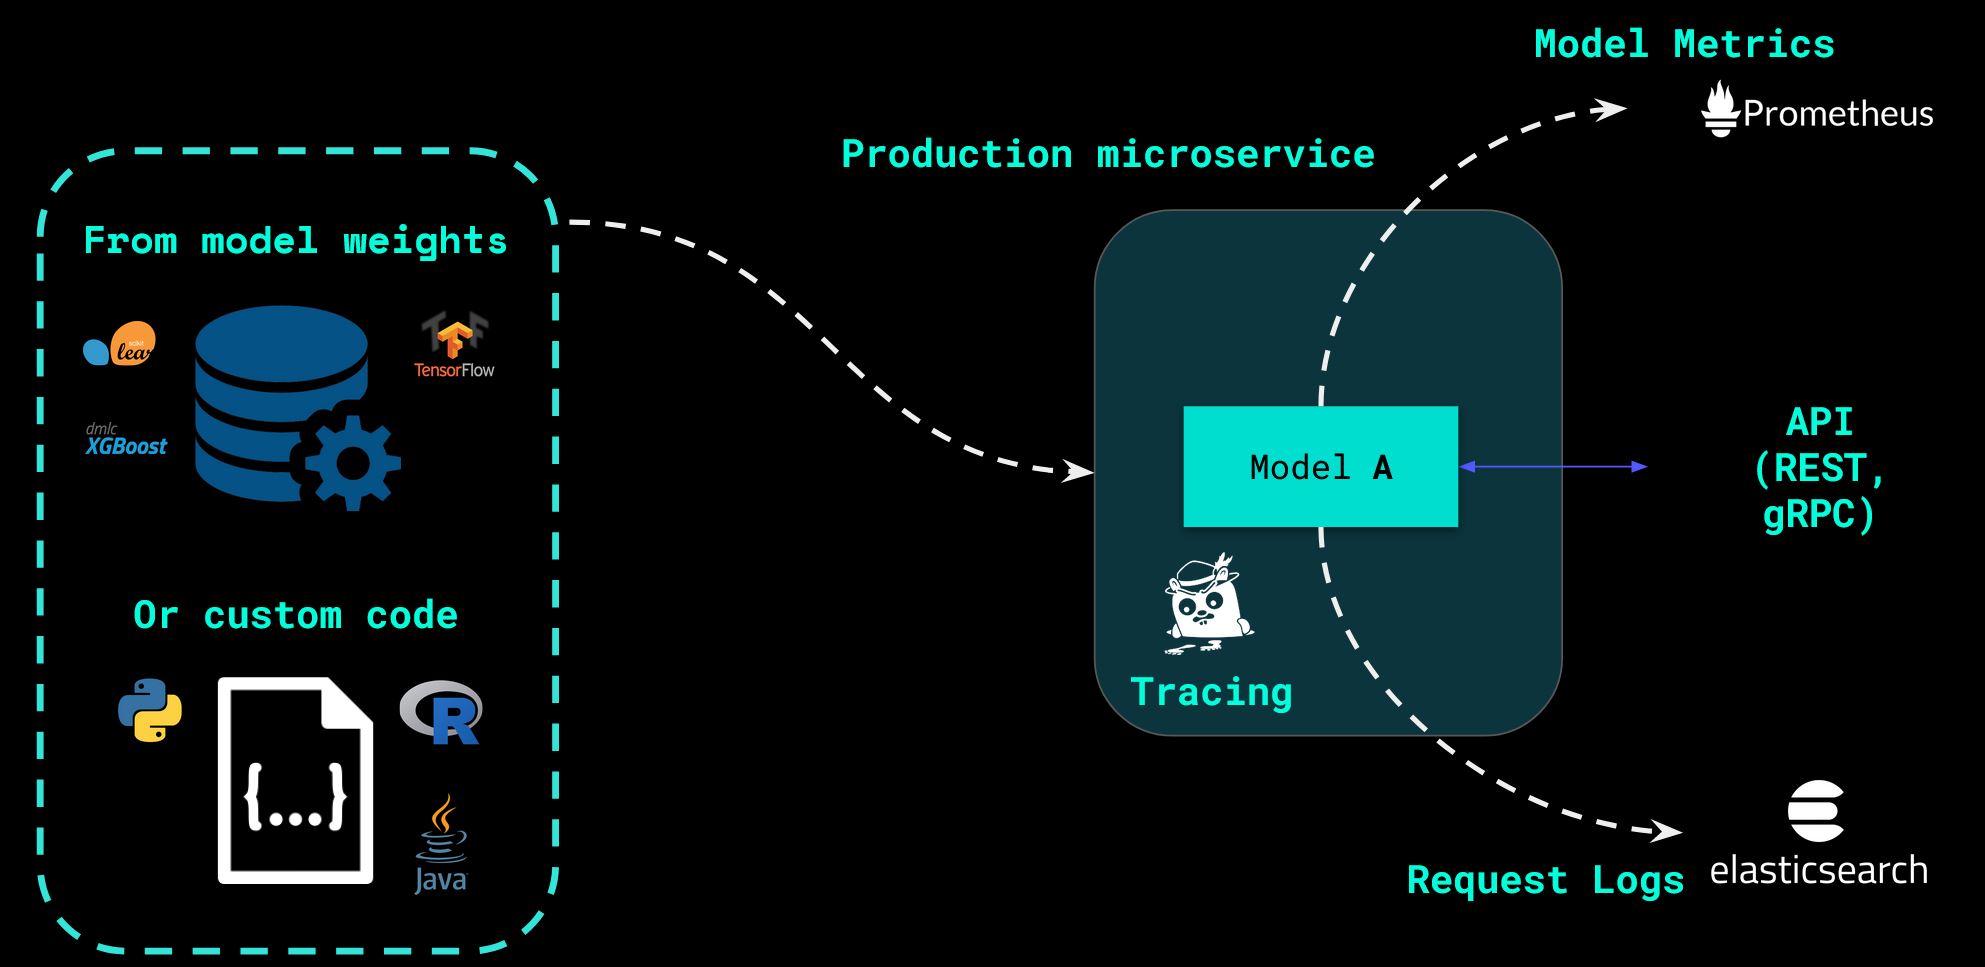 Model Metrics
Prometheus
Production microservice
From model weights
scikit
lear
TensorFlow
dmlc
XGBoost
Model A
API
(REST,
gRPC)
Or custom code
{...}
R
Java
Tracing
Request Logs
elasticsearch